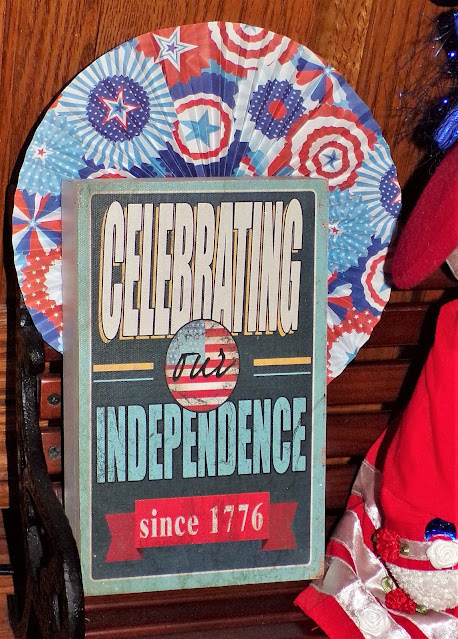 CELEBRATING
our
INDEPENDENCE
since 1776